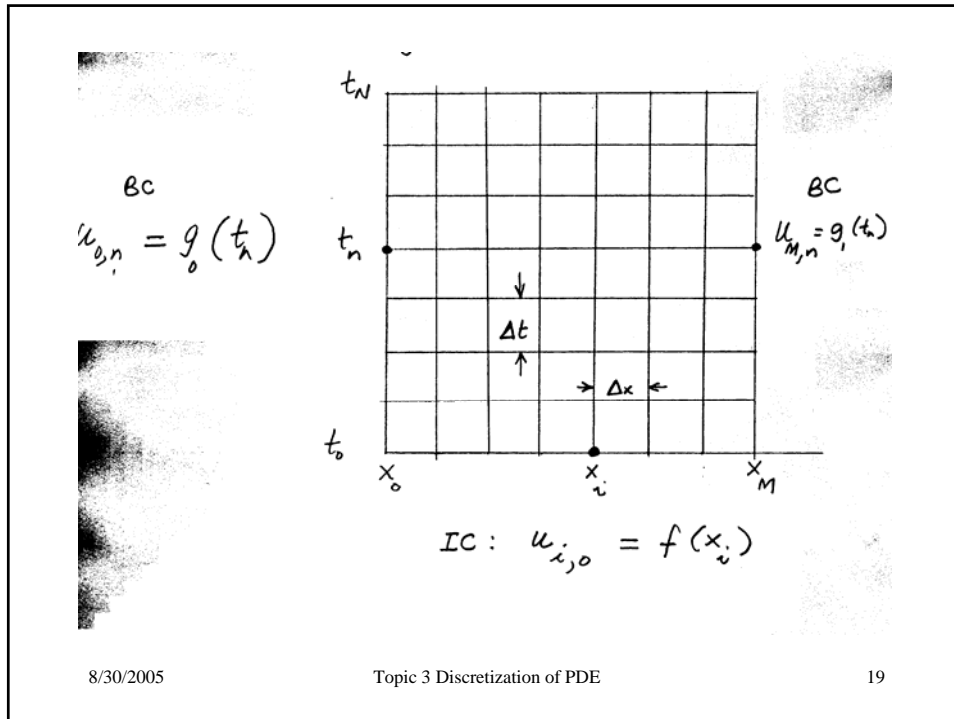 t_N
BC
BC
u_{0,n} = g_0(t_n)
t_n
u_{M,n} = g_1(t_n)
Δt
Δx
t_0
x_0
x_i
x_M
IC: u_{i,0} = f(x_i)
8/30/2005
Topic 3 Discretization of PDE
19